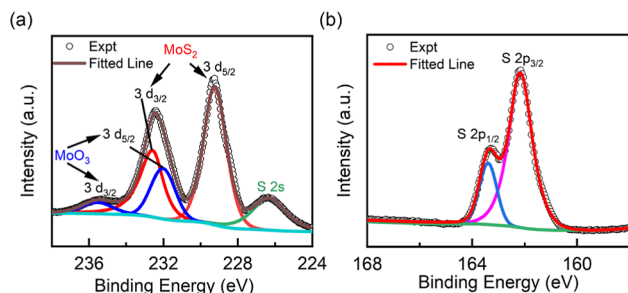 (a)
Expt
Fitted Line
MoS2
3 d5/2
3 d3/2
3 d5/2
MoO3
3 d3/2
S 2s
Intensity (a.u.)
236
232
228
224
Binding Energy (eV)
(b)
Expt
Fitted Line
S 2p3/2
S 2p1/2
Intensity (a.u.)
168
164
160
Binding Energy (eV)